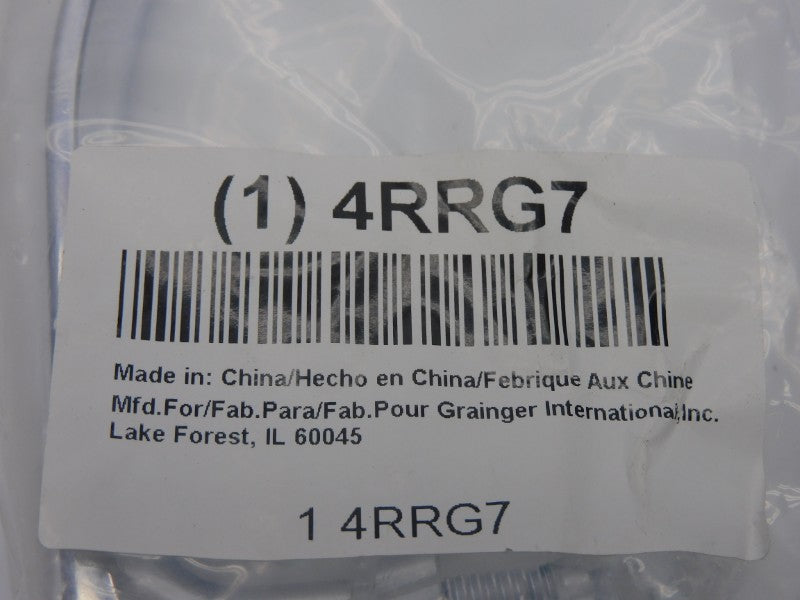 (1) 4RRG7
Made in: China/Hecho en China/Febrique Aux Chine
Mfd.For/Fab.Para/Fab.Pour Grainger International,Inc.
Lake Forest, IL 60045
1 4RRG7